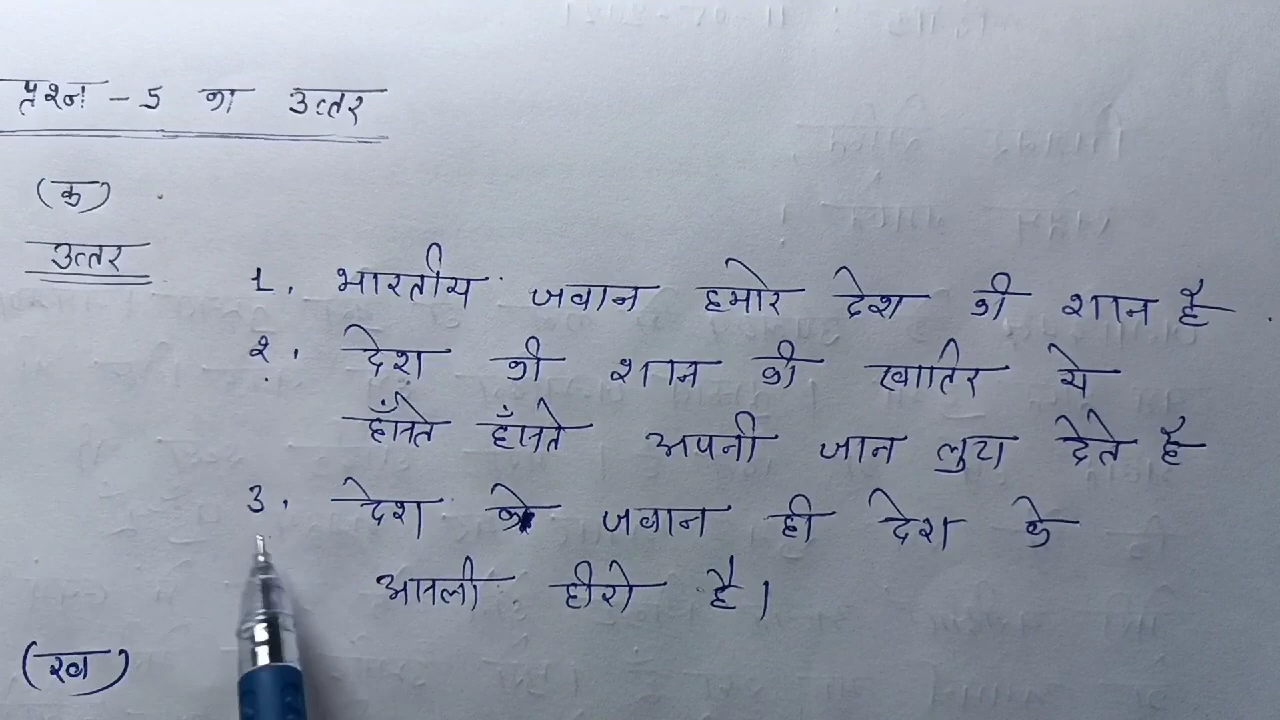 प्रश्न - 5 का उत्तर
(क)
उत्तर
1. भारतीय जवान हमारे देश की शान है
2. देश की शान की खातिर ये
हँसते हँसते अपनी जान लुटा देते है
3. देश के जवान ही देश के
असली हीरो है।
(ख)